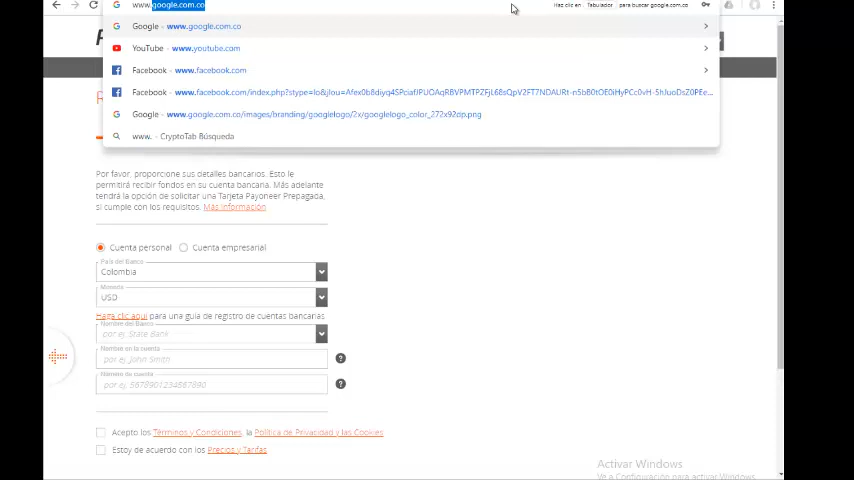 www.google.com.co
Haz clic en Tabulador para buscar google.com.co
Google - www.google.com.co
YouTube - www.youtube.com
Facebook - www.facebook.com
Google - www.google.com.co/images/branding/googlelogo/2x/googlelogo_color_272x92dp.png
www. - CryptoTab Búsqueda
Por favor, proporcione sus detalles bancarios. Esto le
permitirá recibir fondos en su cuenta bancaria. Más adelante
tendrá la opción de solicitar una Tarjeta Payoneer Prepagada,
si cumple con los requisitos. Más información
Cuenta personal Cuenta empresarial
País del Banco
Colombia
Moneda
USD
Haga clic aquí para una guía de registro de cuentas bancarias
Nombre del Banco
por ej. State Bank
Nombre en la cuenta
por ej. John Smith
?
Número de cuenta
por ej. 5678901234567890
?
Acepto los Términos y Condiciones, la Política de Privacidad y las Cookies
Estoy de acuerdo con los Precios y Tarifas
Activar Windows
Ve a Configuración para activar Windows.